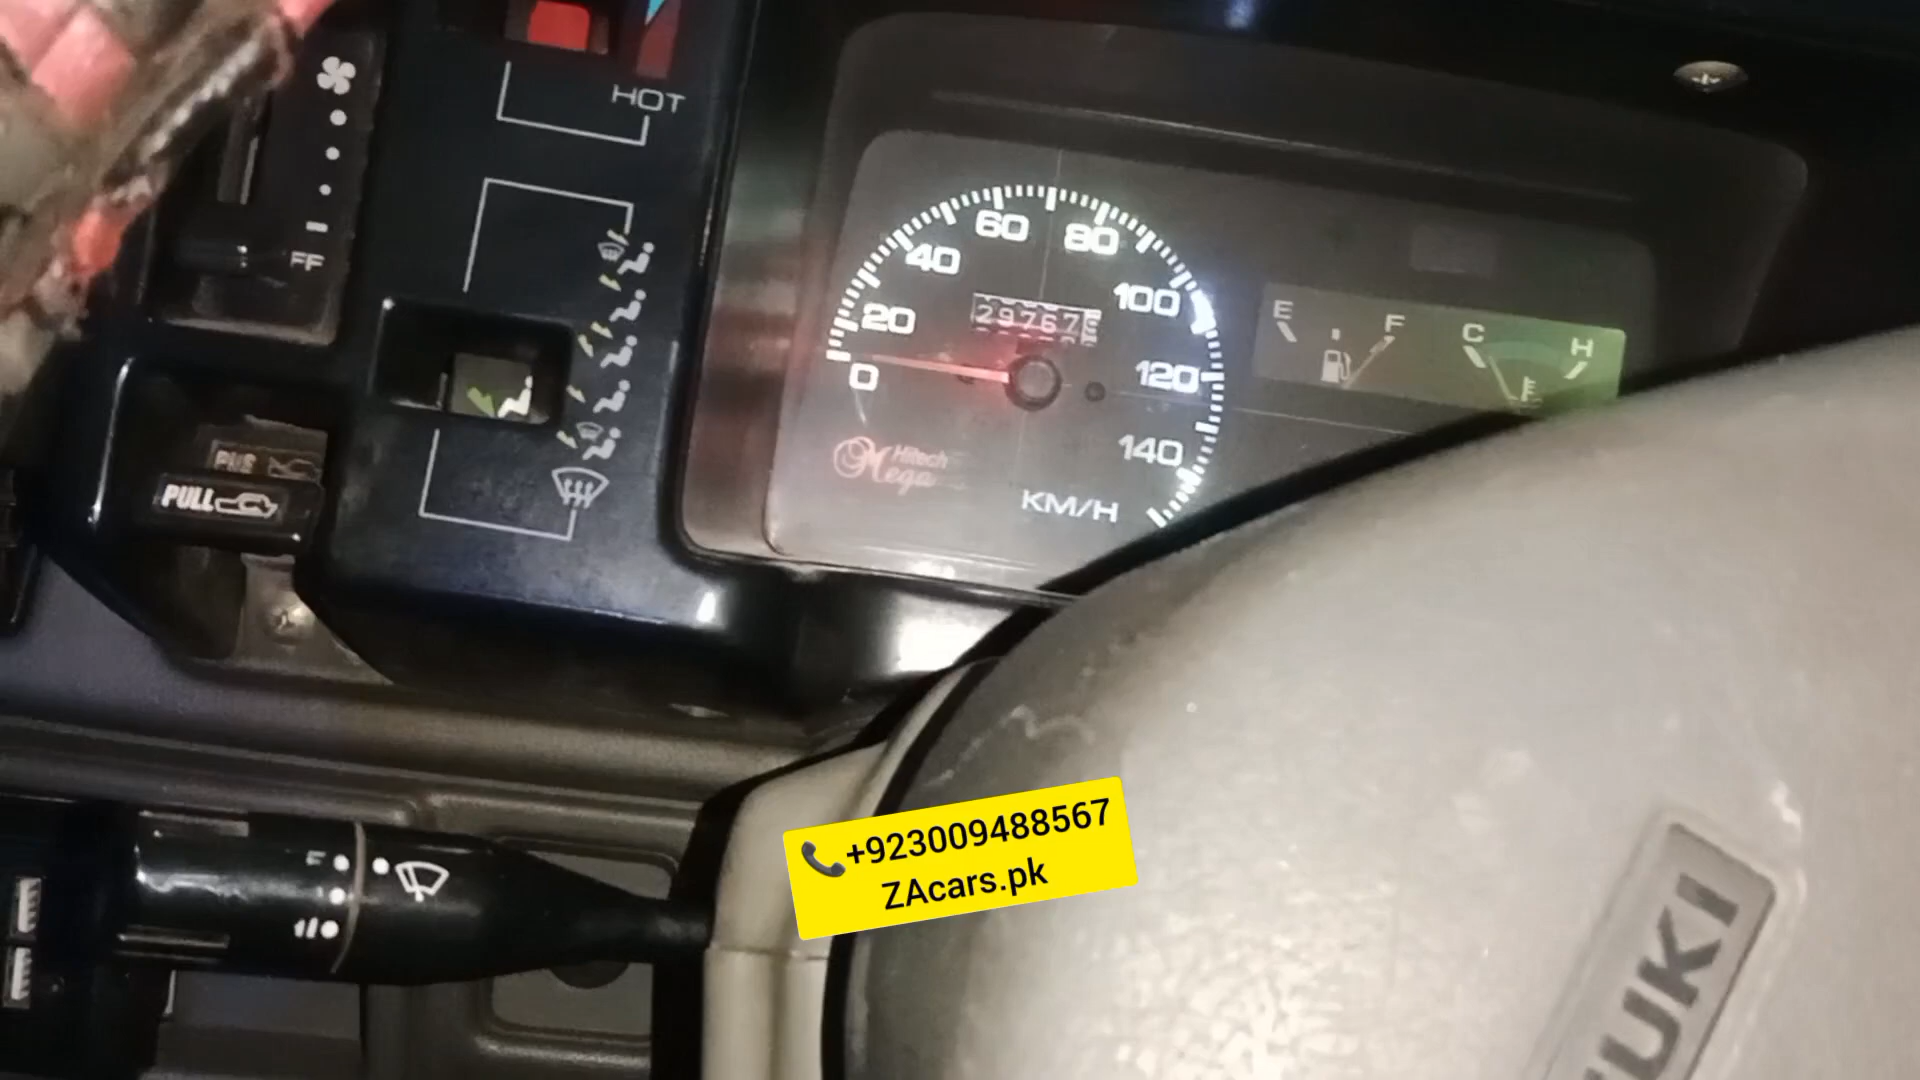 HOT
FF
PULL
20
40
60
80
100
120
140
0
29767
E
F
C
H
Hitech
Mega
KM/H
+923009488567
ZAcars.pk
UKI